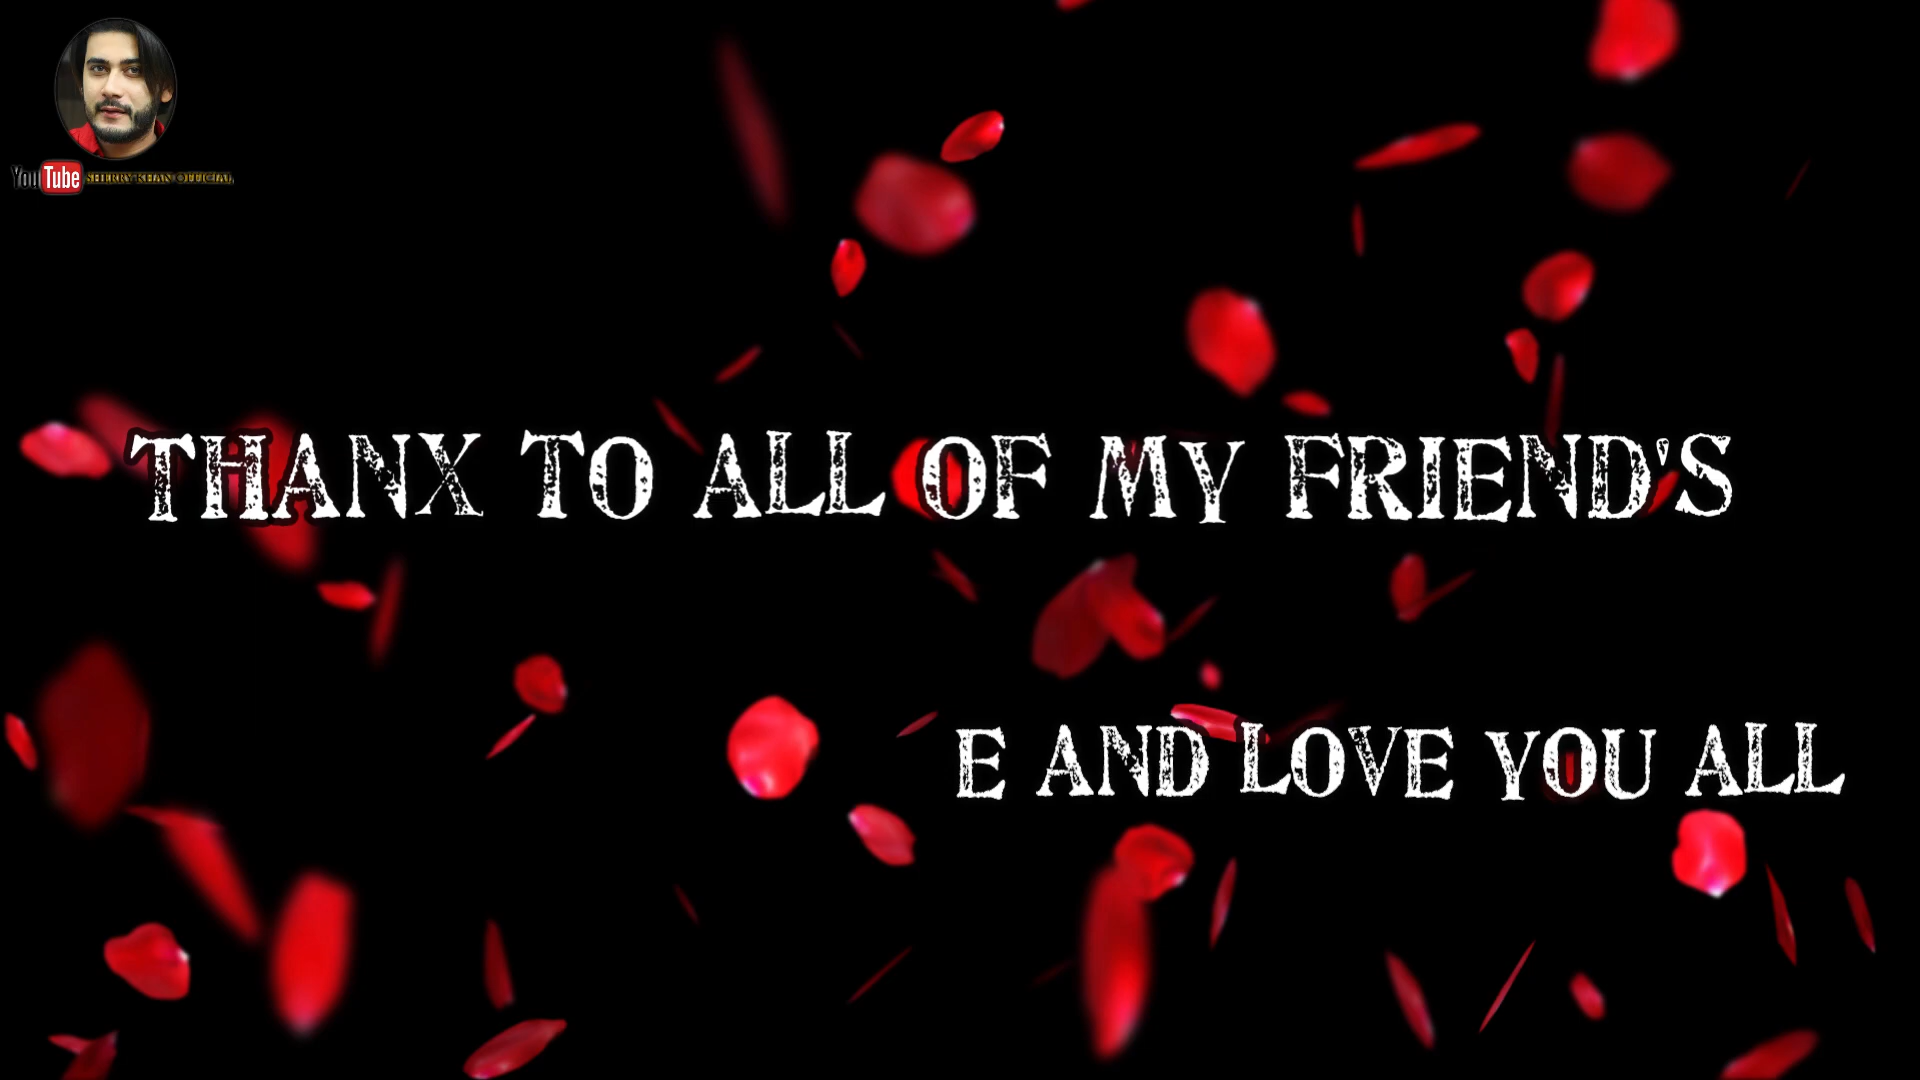 YouTube SHERRY KHAN OFFICIAL
THANX TO ALL OF MY FRIEND'S
E AND LOVE YOU ALL